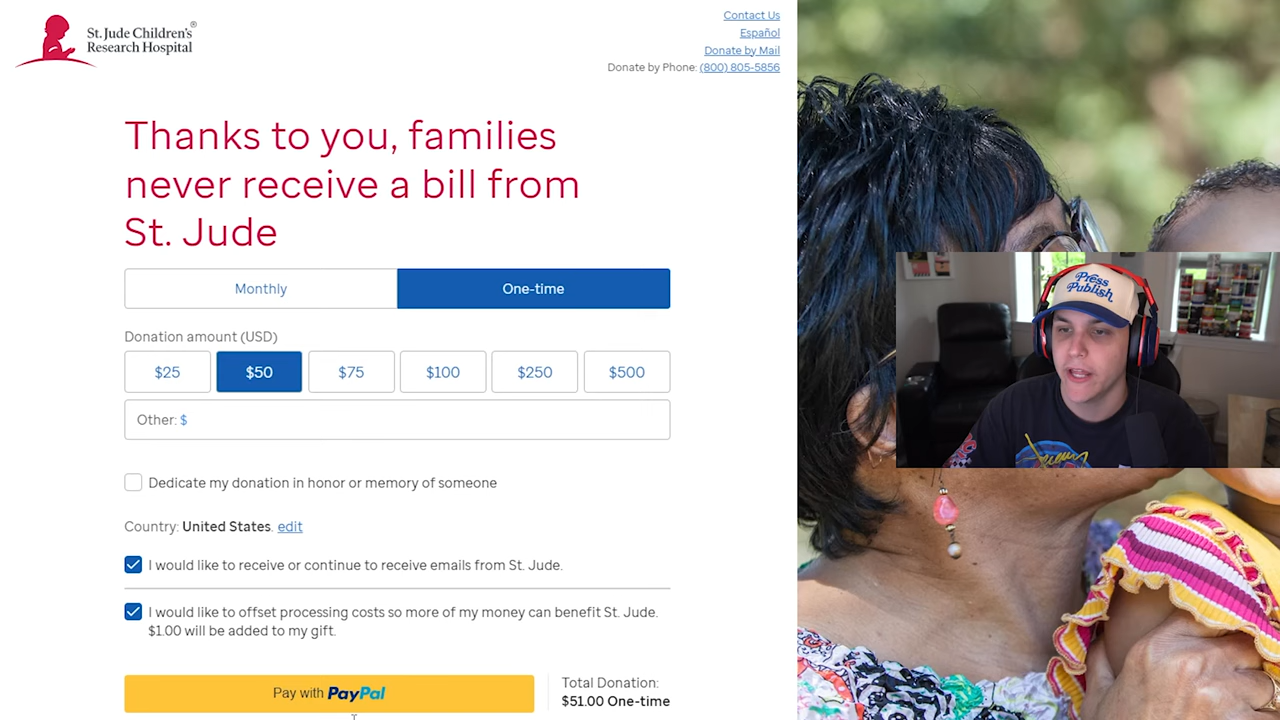 St. Jude Children's®
Research Hospital
Contact Us
Español
Donate by Mail
Donate by Phone: (800) 805-5856
Thanks to you, families
never receive a bill from
St. Jude
Monthly
One-time
Donation amount (USD)
$25
$50
$75
$100
$250
$500
Other: $
Dedicate my donation in honor or memory of someone
Country: United States. edit
I would like to receive or continue to receive emails from St. Jude.
I would like to offset processing costs so more of my money can benefit St. Jude.
$1.00 will be added to my gift.
Pay with PayPal
Total Donation:
$51.00 One-time
Press
Publish